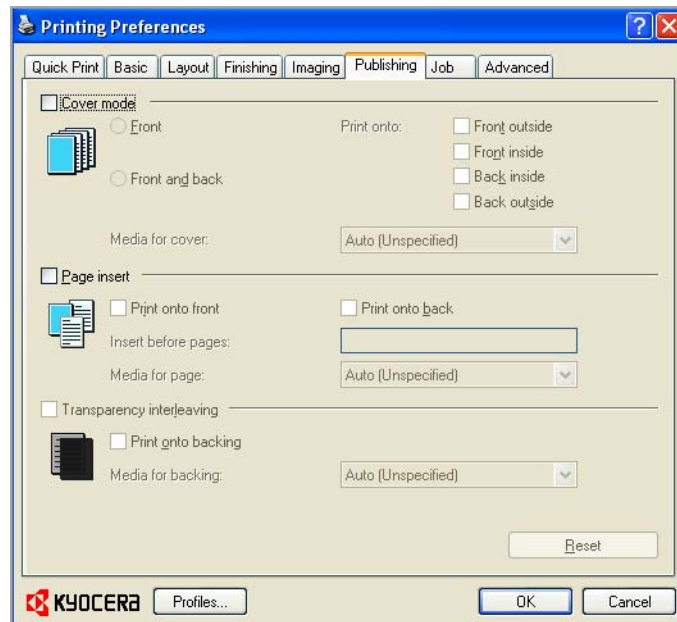 Printing Preferences
Quick Print Basic Layout Finishing Imaging Publishing Job Advanced
Cover mode
Front Print onto: Front outside
Front inside
Front and back Back inside
Back outside
Media for cover: Auto (Unspecified)
Page insert
Print onto front Print onto back
Insert before pages:
Media for page: Auto (Unspecified)
Transparency interleaving
Print onto backing
Media for backing: Auto (Unspecified)
Reset
KYOCERA Profiles... OK Cancel